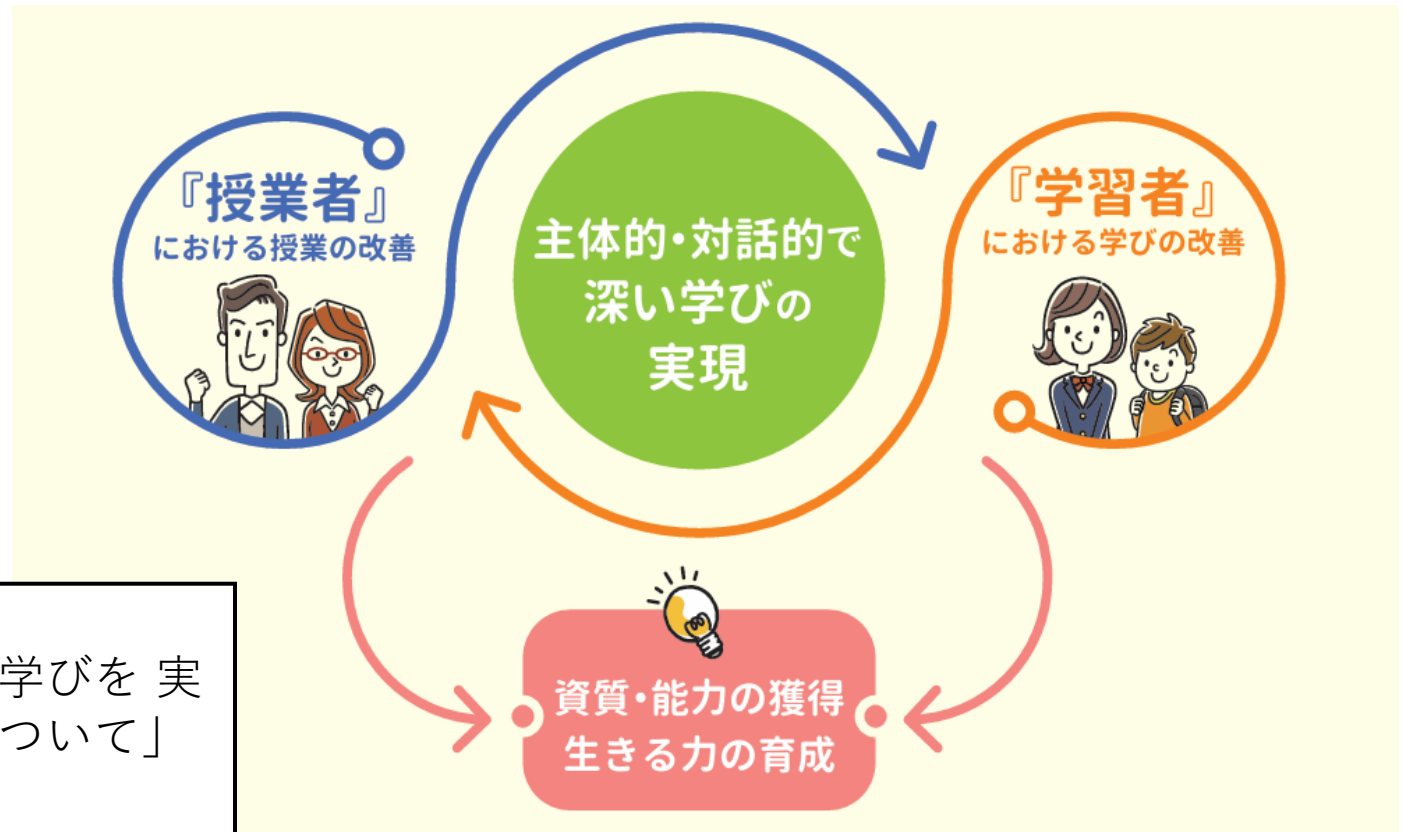 『授業者』
における授業の改善
主体的・対話的で
深い学びの
実現
『学習者』
における学びの改善
資質・能力の獲得
生きる力の育成
学びを 実
ついて」